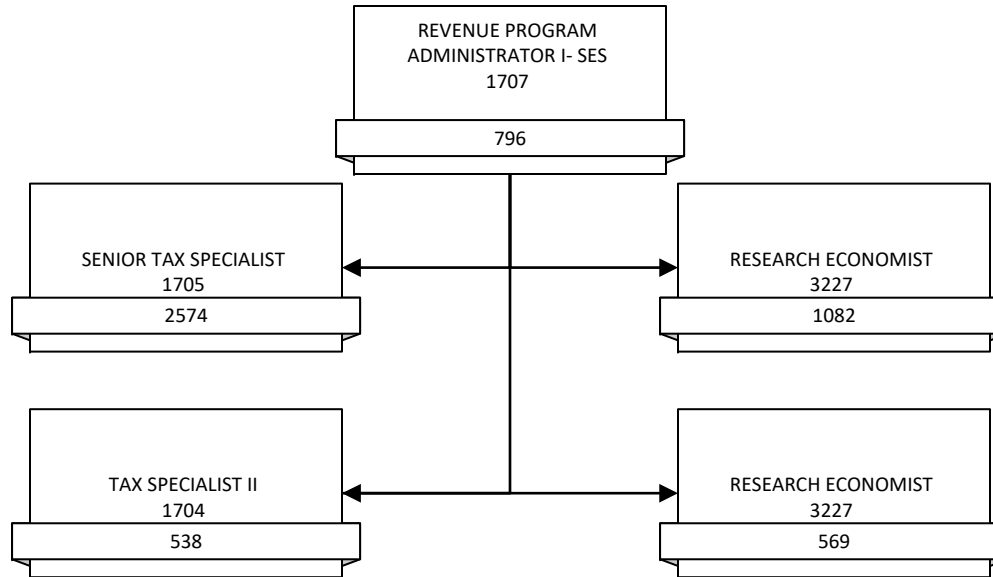 REVENUE PROGRAM
ADMINISTRATOR I- SES
1707
796
SENIOR TAX SPECIALIST
1705
2574
RESEARCH ECONOMIST
3227
1082
TAX SPECIALIST II
1704
538
RESEARCH ECONOMIST
3227
569